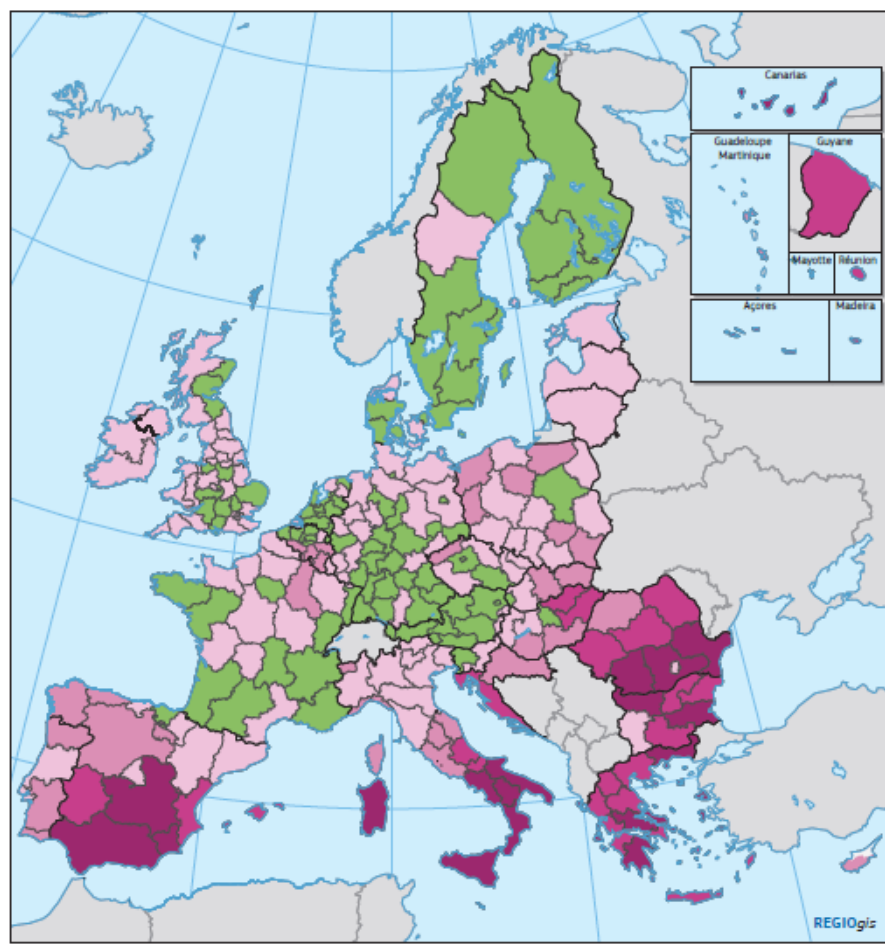 Canarias
Guadeloupe
Martinique
Guyane
Mayotte
Réunion
Açores
Madeira
REGIOgis